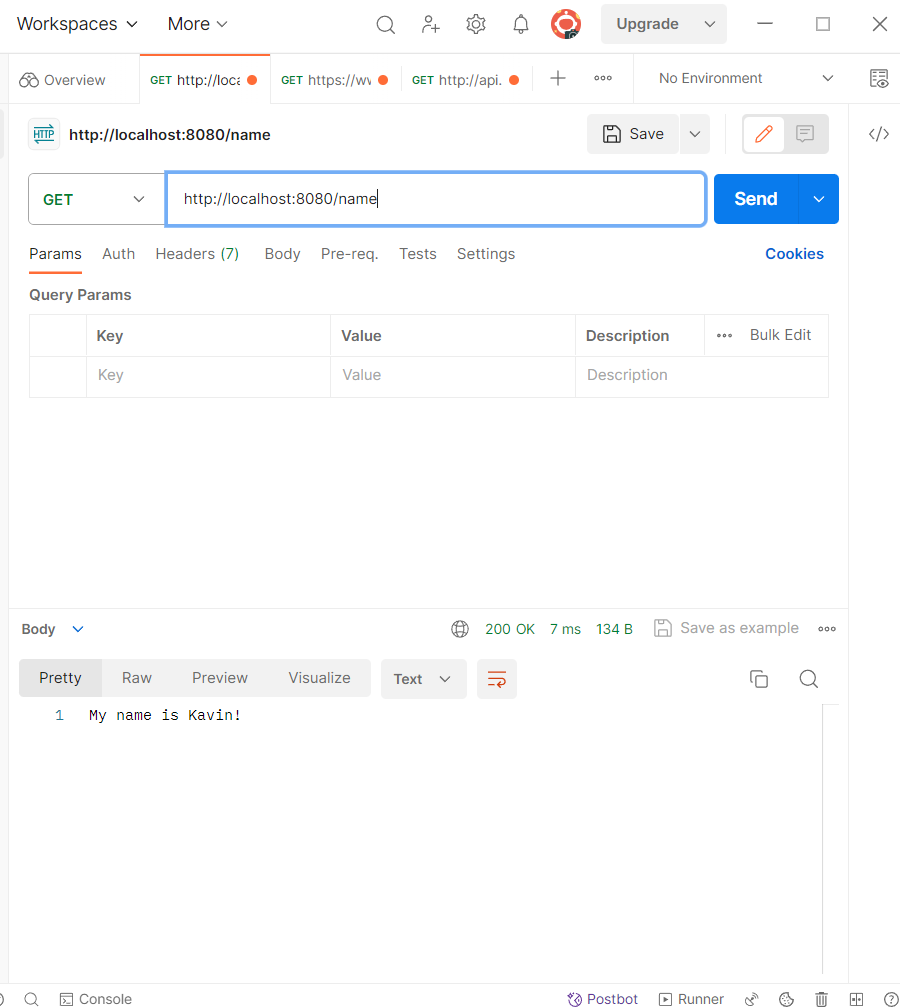 Workspaces More Upgrade
Overview GET http://loca GET https://ww GET http://api. No Environment
HTTP http://localhost:8080/name Save
GET http://localhost:8080/name Send
Params Auth Headers (7) Body Pre-req. Tests Settings Cookies
Query Params
Key Value Description Bulk Edit
Key Value Description
Body 200 OK 7 ms 134 B Save as example
Pretty Raw Preview Visualize Text
1 My name is Kavin!
Console Postbot Runner